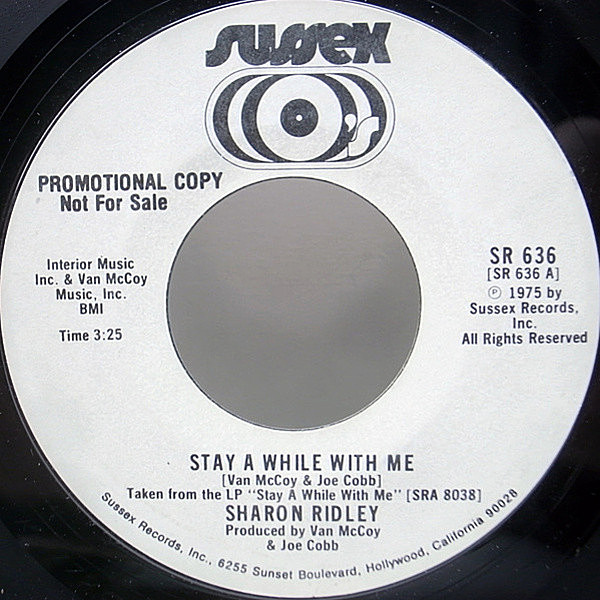 sussex
's
PROMOTIONAL COPY
Not For Sale
Interior Music
Inc. & Van McCoy
Music, Inc.
BMI
Time 3:25
SR 636
[SR 636 A]
℗ 1975 by
Sussex Records,
Inc.
All Rights Reserved
STAY A WHILE WITH ME
[Van McCoy & Joe Cobb]
Taken from the LP "Stay A While With Me" [SRA 8038]
SHARON RIDLEY
Produced by Van McCoy
& Joe Cobb
Sussex Records, Inc., 6255 Sunset Boulevard, Hollywood, California 90028